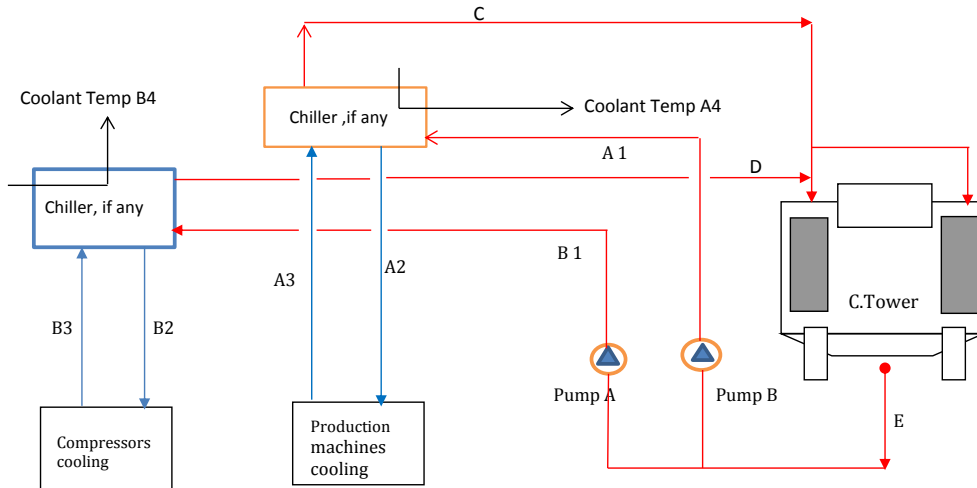 C
Coolant Temp B4
Chiller ,if any
Coolant Temp A4
A 1
D
Chiller, if any
B 1
A3
A2
C.Tower
B3
B2
Pump A
Pump B
E
Compressors
cooling
Production
machines
cooling